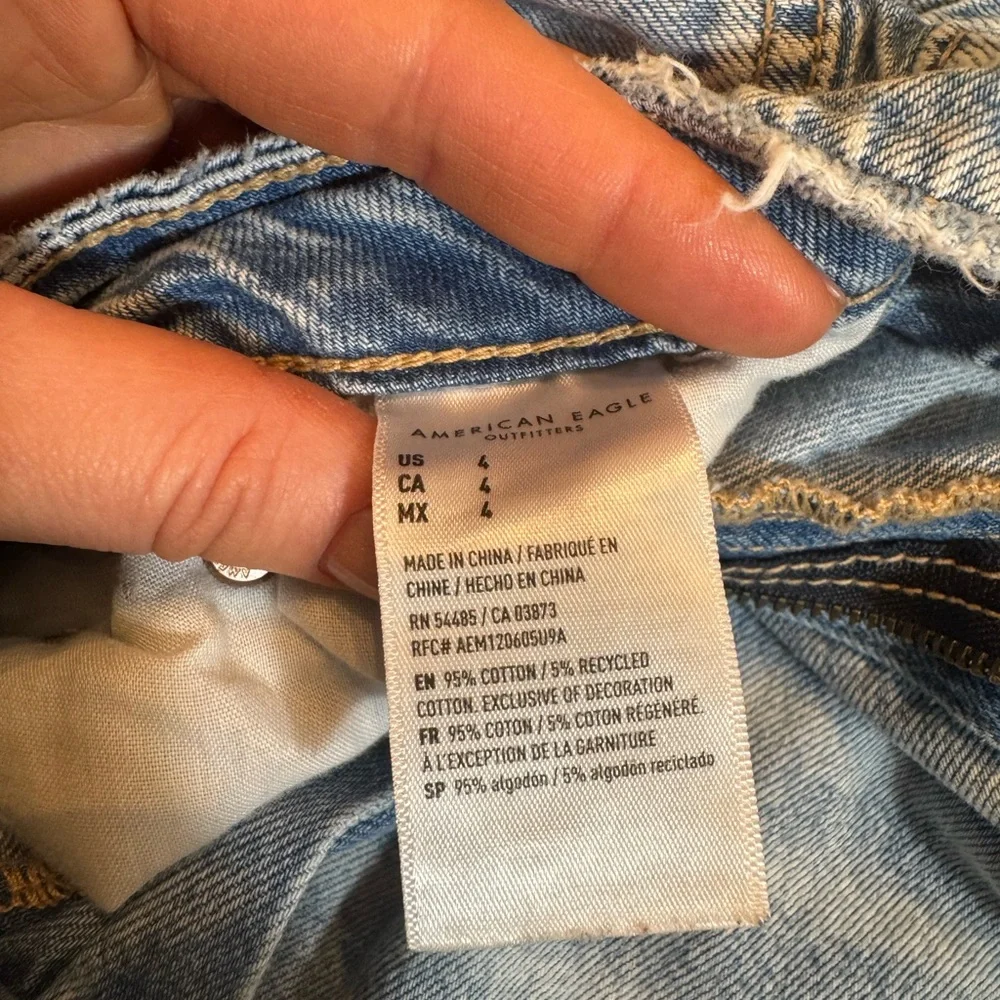 AMERICAN EAGLE
OUTFITTERS
US 4
CA 4
MX 4
MADE IN CHINA / FABRIQUÉ EN
CHINE / HECHO EN CHINA
RN 54485 / CA 03873
RFC# AEM120605U9A
EN 95% COTTON / 5% RECYCLED
COTTON. EXCLUSIVE OF DECORATION
FR 95% COTON / 5% COTON RÉGÉNÉRÉ.
À L'EXCEPTION DE LA GARNITURE
SP 95% algodón / 5% algodón reciclado